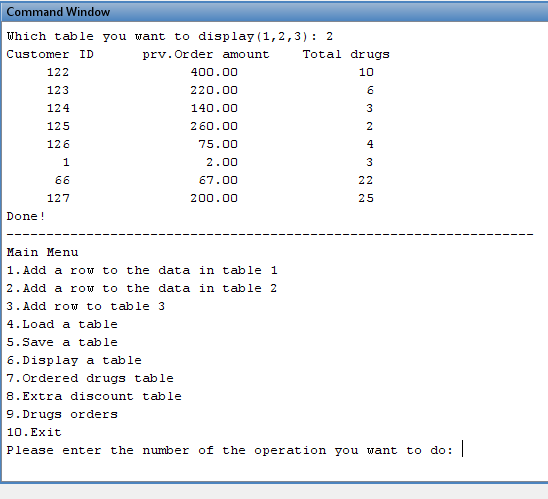 Command Window
Which table you want to display(1,2,3): 2
Customer ID prv.Order amount Total drugs
122 400.00 10
123 220.00 6
124 140.00 3
125 260.00 2
126 75.00 4
1 2.00 3
66 67.00 22
127 200.00 25
Done!
-------------------------------------------------------------------
Main Menu
1.Add a row to the data in table 1
2.Add a row to the data in table 2
3.Add row to table 3
4.Load a table
5.Save a table
6.Display a table
7.Ordered drugs table
8.Extra discount table
9.Drugs orders
10.Exit
Please enter the number of the operation you want to do: